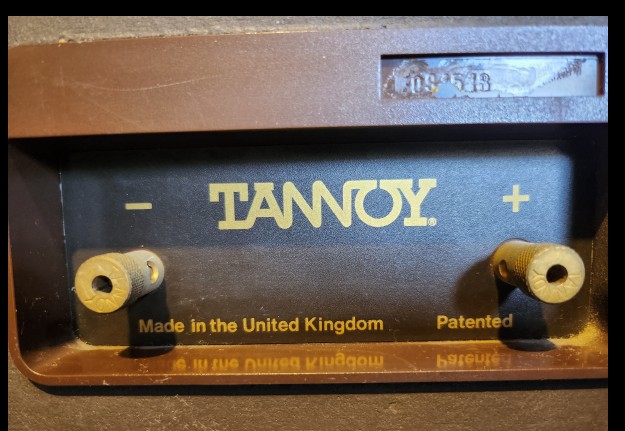 − TANNOY® +
Made in the United Kingdom Patented